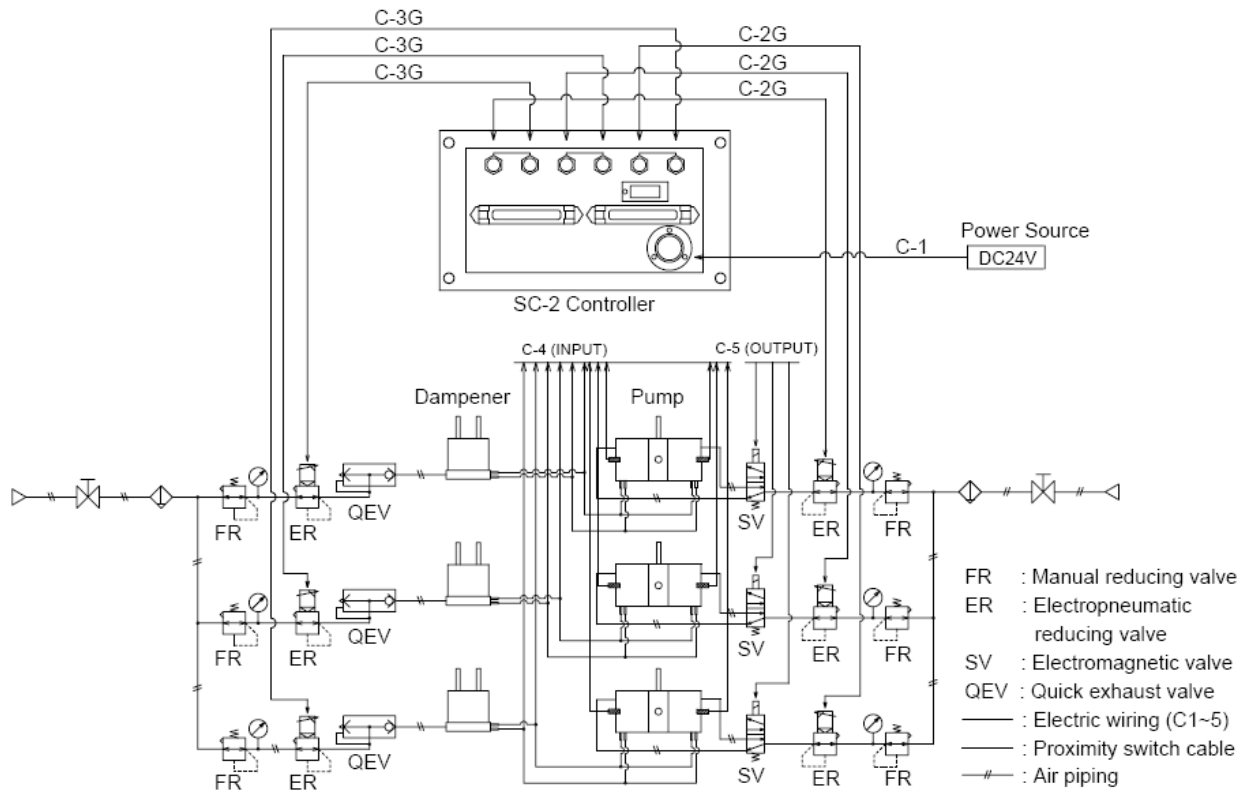 C-3G
C-3G
C-3G
C-2G
C-2G
C-2G
Power Source
C-1
DC24V
SC-2 Controller
C-4 (INPUT)
C-5 (OUTPUT)
Dampener
Pump
FR
ER
QEV
SV
ER
FR
FR
ER
QEV
SV
ER
FR
FR
ER
QEV
SV
ER
FR
FR : Manual reducing valve
ER : Electropneumatic
reducing valve
SV : Electromagnetic valve
QEV : Quick exhaust valve
: Electric wiring (C1~5)
: Proximity switch cable
: Air piping